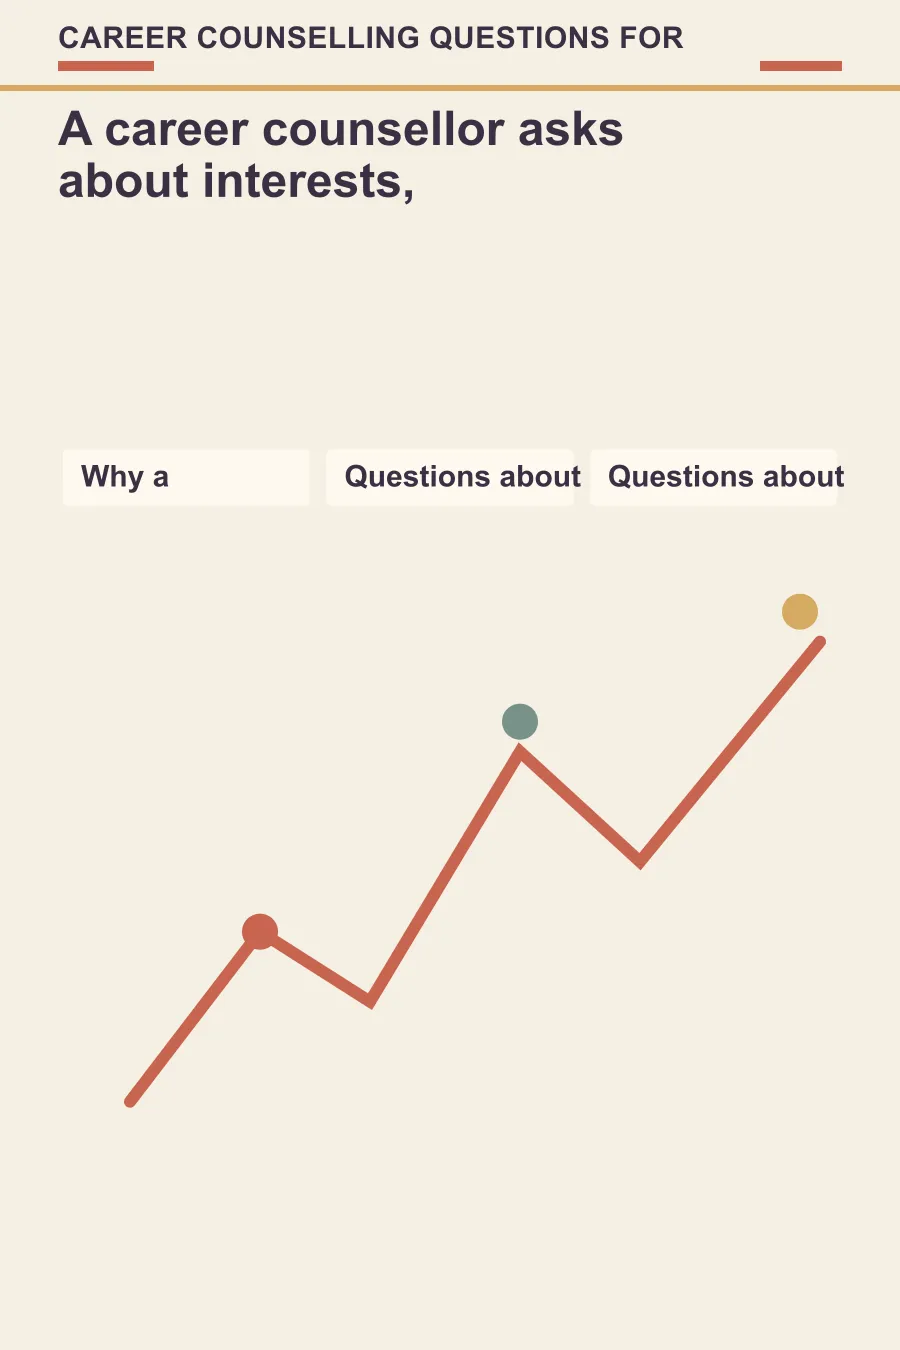 CAREER COUNSELLING QUESTIONS FOR
A career counsellor asks
about interests,
Why a
Questions about
Questions about